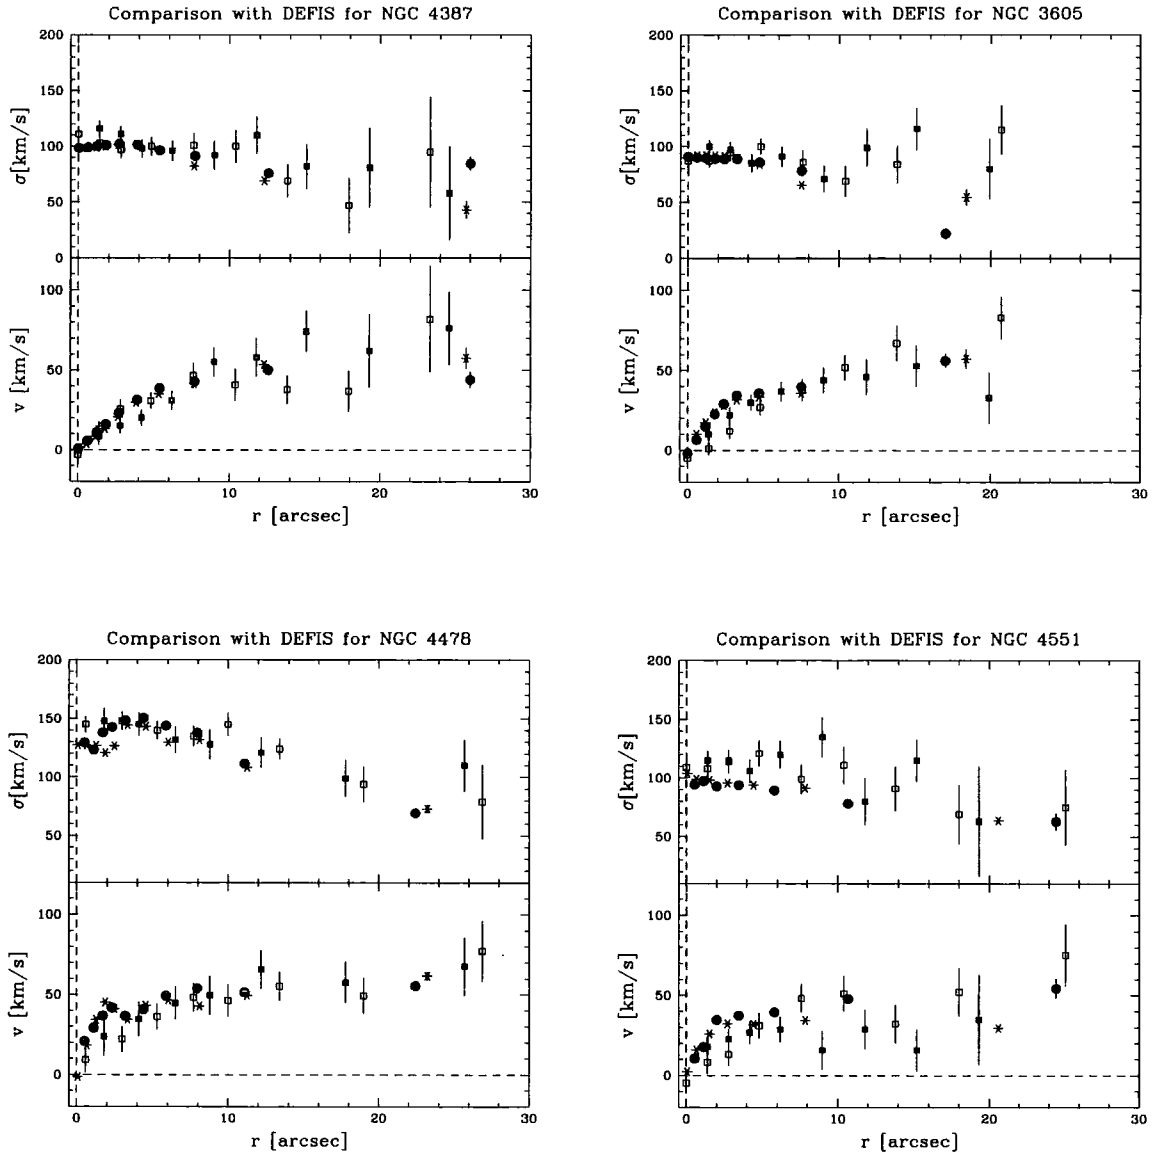 Comparison with DEFIS for NGC 4387
200
150
100
50
0
σ[km/s]
100
50
0
v [km/s]
0 10 20 30
r [arcsec]
Comparison with DEFIS for NGC 3605
200
150
100
50
0
σ[km/s]
100
50
0
v [km/s]
0 10 20 30
r [arcsec]
Comparison with DEFIS for NGC 4478
200
150
100
50
σ[km/s]
100
50
0
v [km/s]
0 10 20 30
r [arcsec]
Comparison with DEFIS for NGC 4551
200
150
100
50
σ[km/s]
100
50
0
v [km/s]
0 10 20 30
r [arcsec]